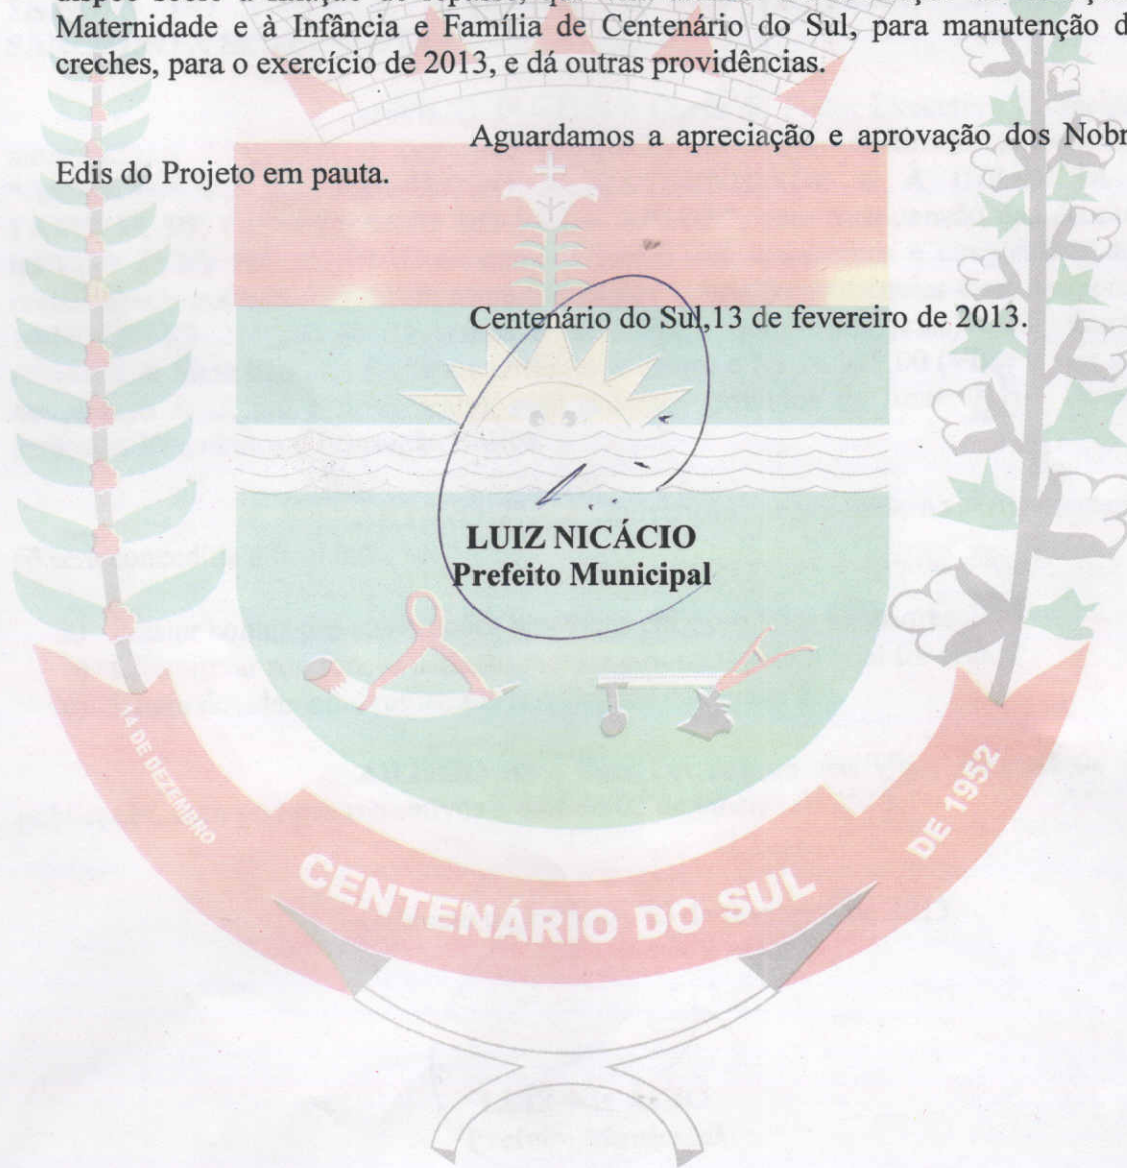 Maternidade e à Infância e Família de Centenário do Sul, para manutenção d
creches, para o exercício de 2013, e dá outras providências.
Aguardamos a apreciação e aprovação dos Nobr
Edis do Projeto em pauta.
Centenário do Sul,13 de fevereiro de 2013.
LUIZ NICÁCIO
Prefeito Municipal
14 DE DEZEMBRO
DE 1952
CENTENÁRIO DO SUL